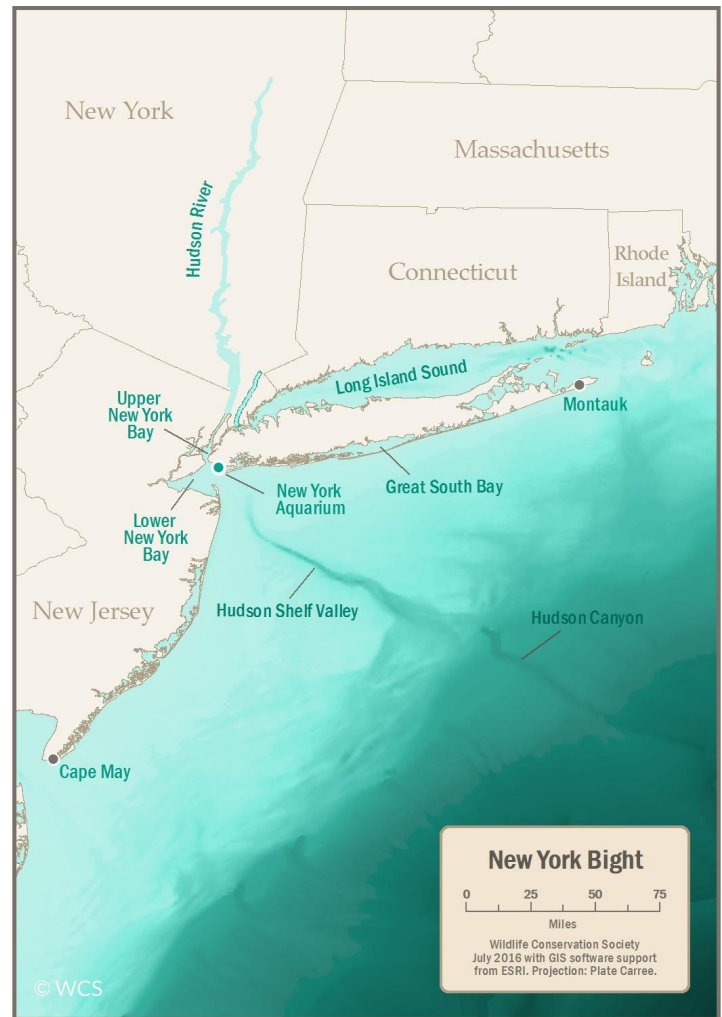 New York
Massachusetts
Hudson River
Connecticut
Rhode
Island
Long Island Sound
Upper
New York
Bay
Montauk
New York
Aquarium
Great South Bay
Lower
New York
Bay
Hudson Shelf Valley
New Jersey
Hudson Canyon
Cape May
New York Bight
0 25 50 75
Miles
Wildlife Conservation Society
July 2016 with GIS software support
from ESRI. Projection: Plate Carree.
© WCS